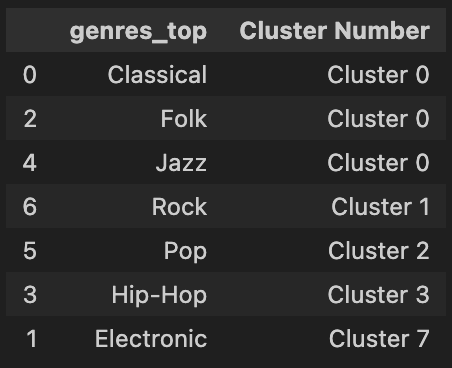 genres_top Cluster Number
0 Classical Cluster 0
2 Folk Cluster 0
4 Jazz Cluster 0
6 Rock Cluster 1
5 Pop Cluster 2
3 Hip-Hop Cluster 3
1 Electronic Cluster 7